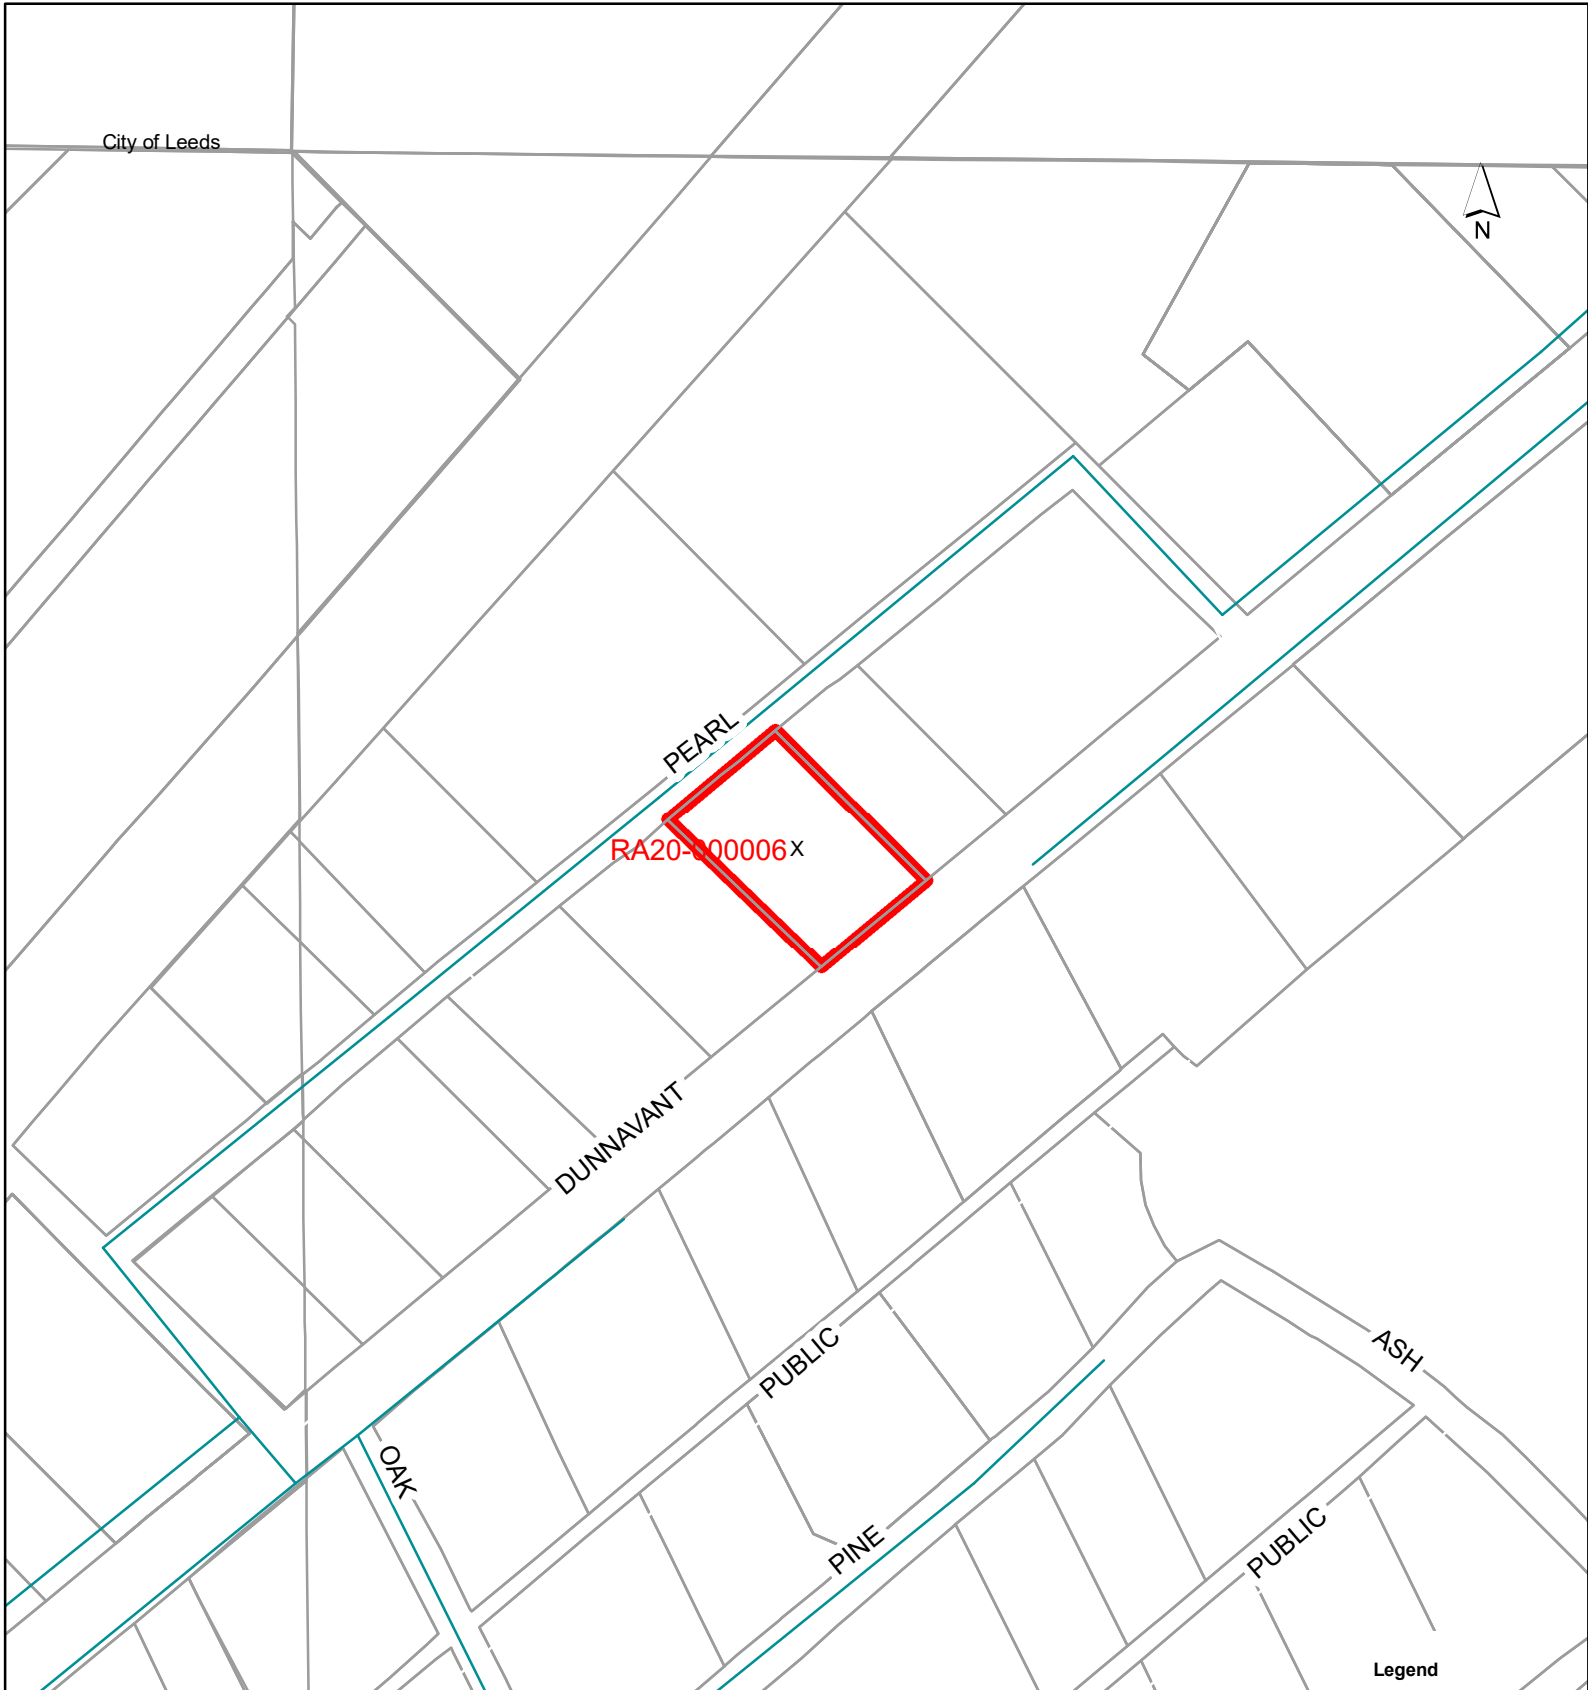 City of Leeds
N
PEARL
RA20-000006
X
DUNNAVANT
PUBLIC
ASH
OAK
PINE
PUBLIC
Legend